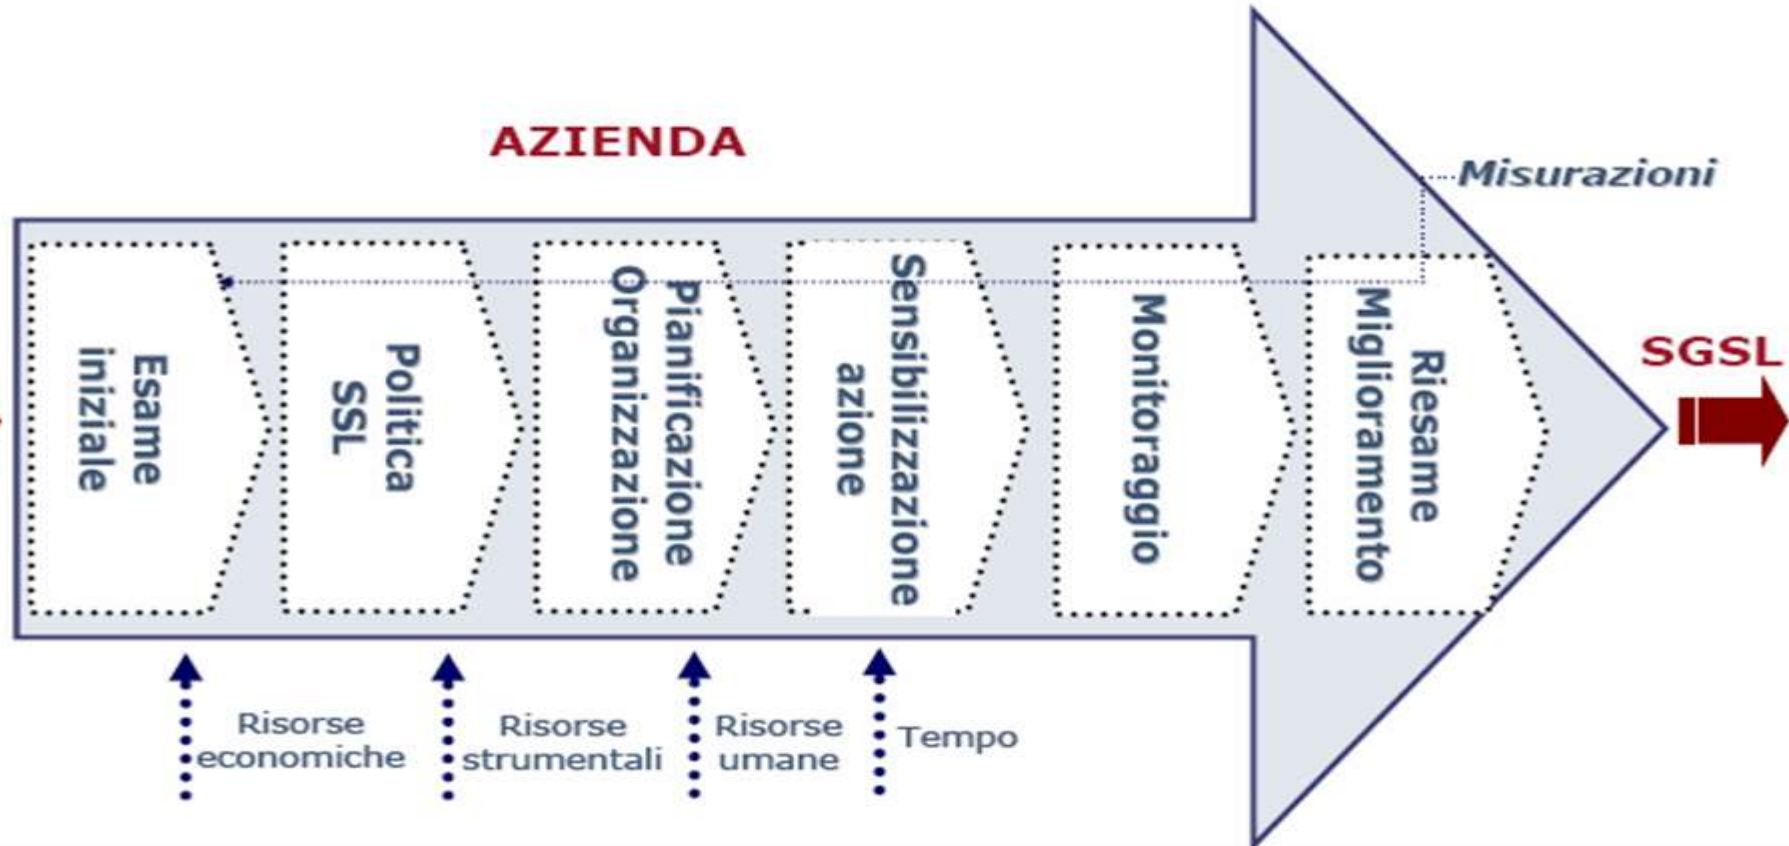 AZIENDA
Misurazioni
Esame
iniziale
Politica
SSL
Pianificazione
Organizzazione
Sensibilizzazione
azione
Monitoraggio
Riesame
Miglioramento
SGSL
Risorse
economiche
Risorse
strumentali
Risorse
umane
Tempo